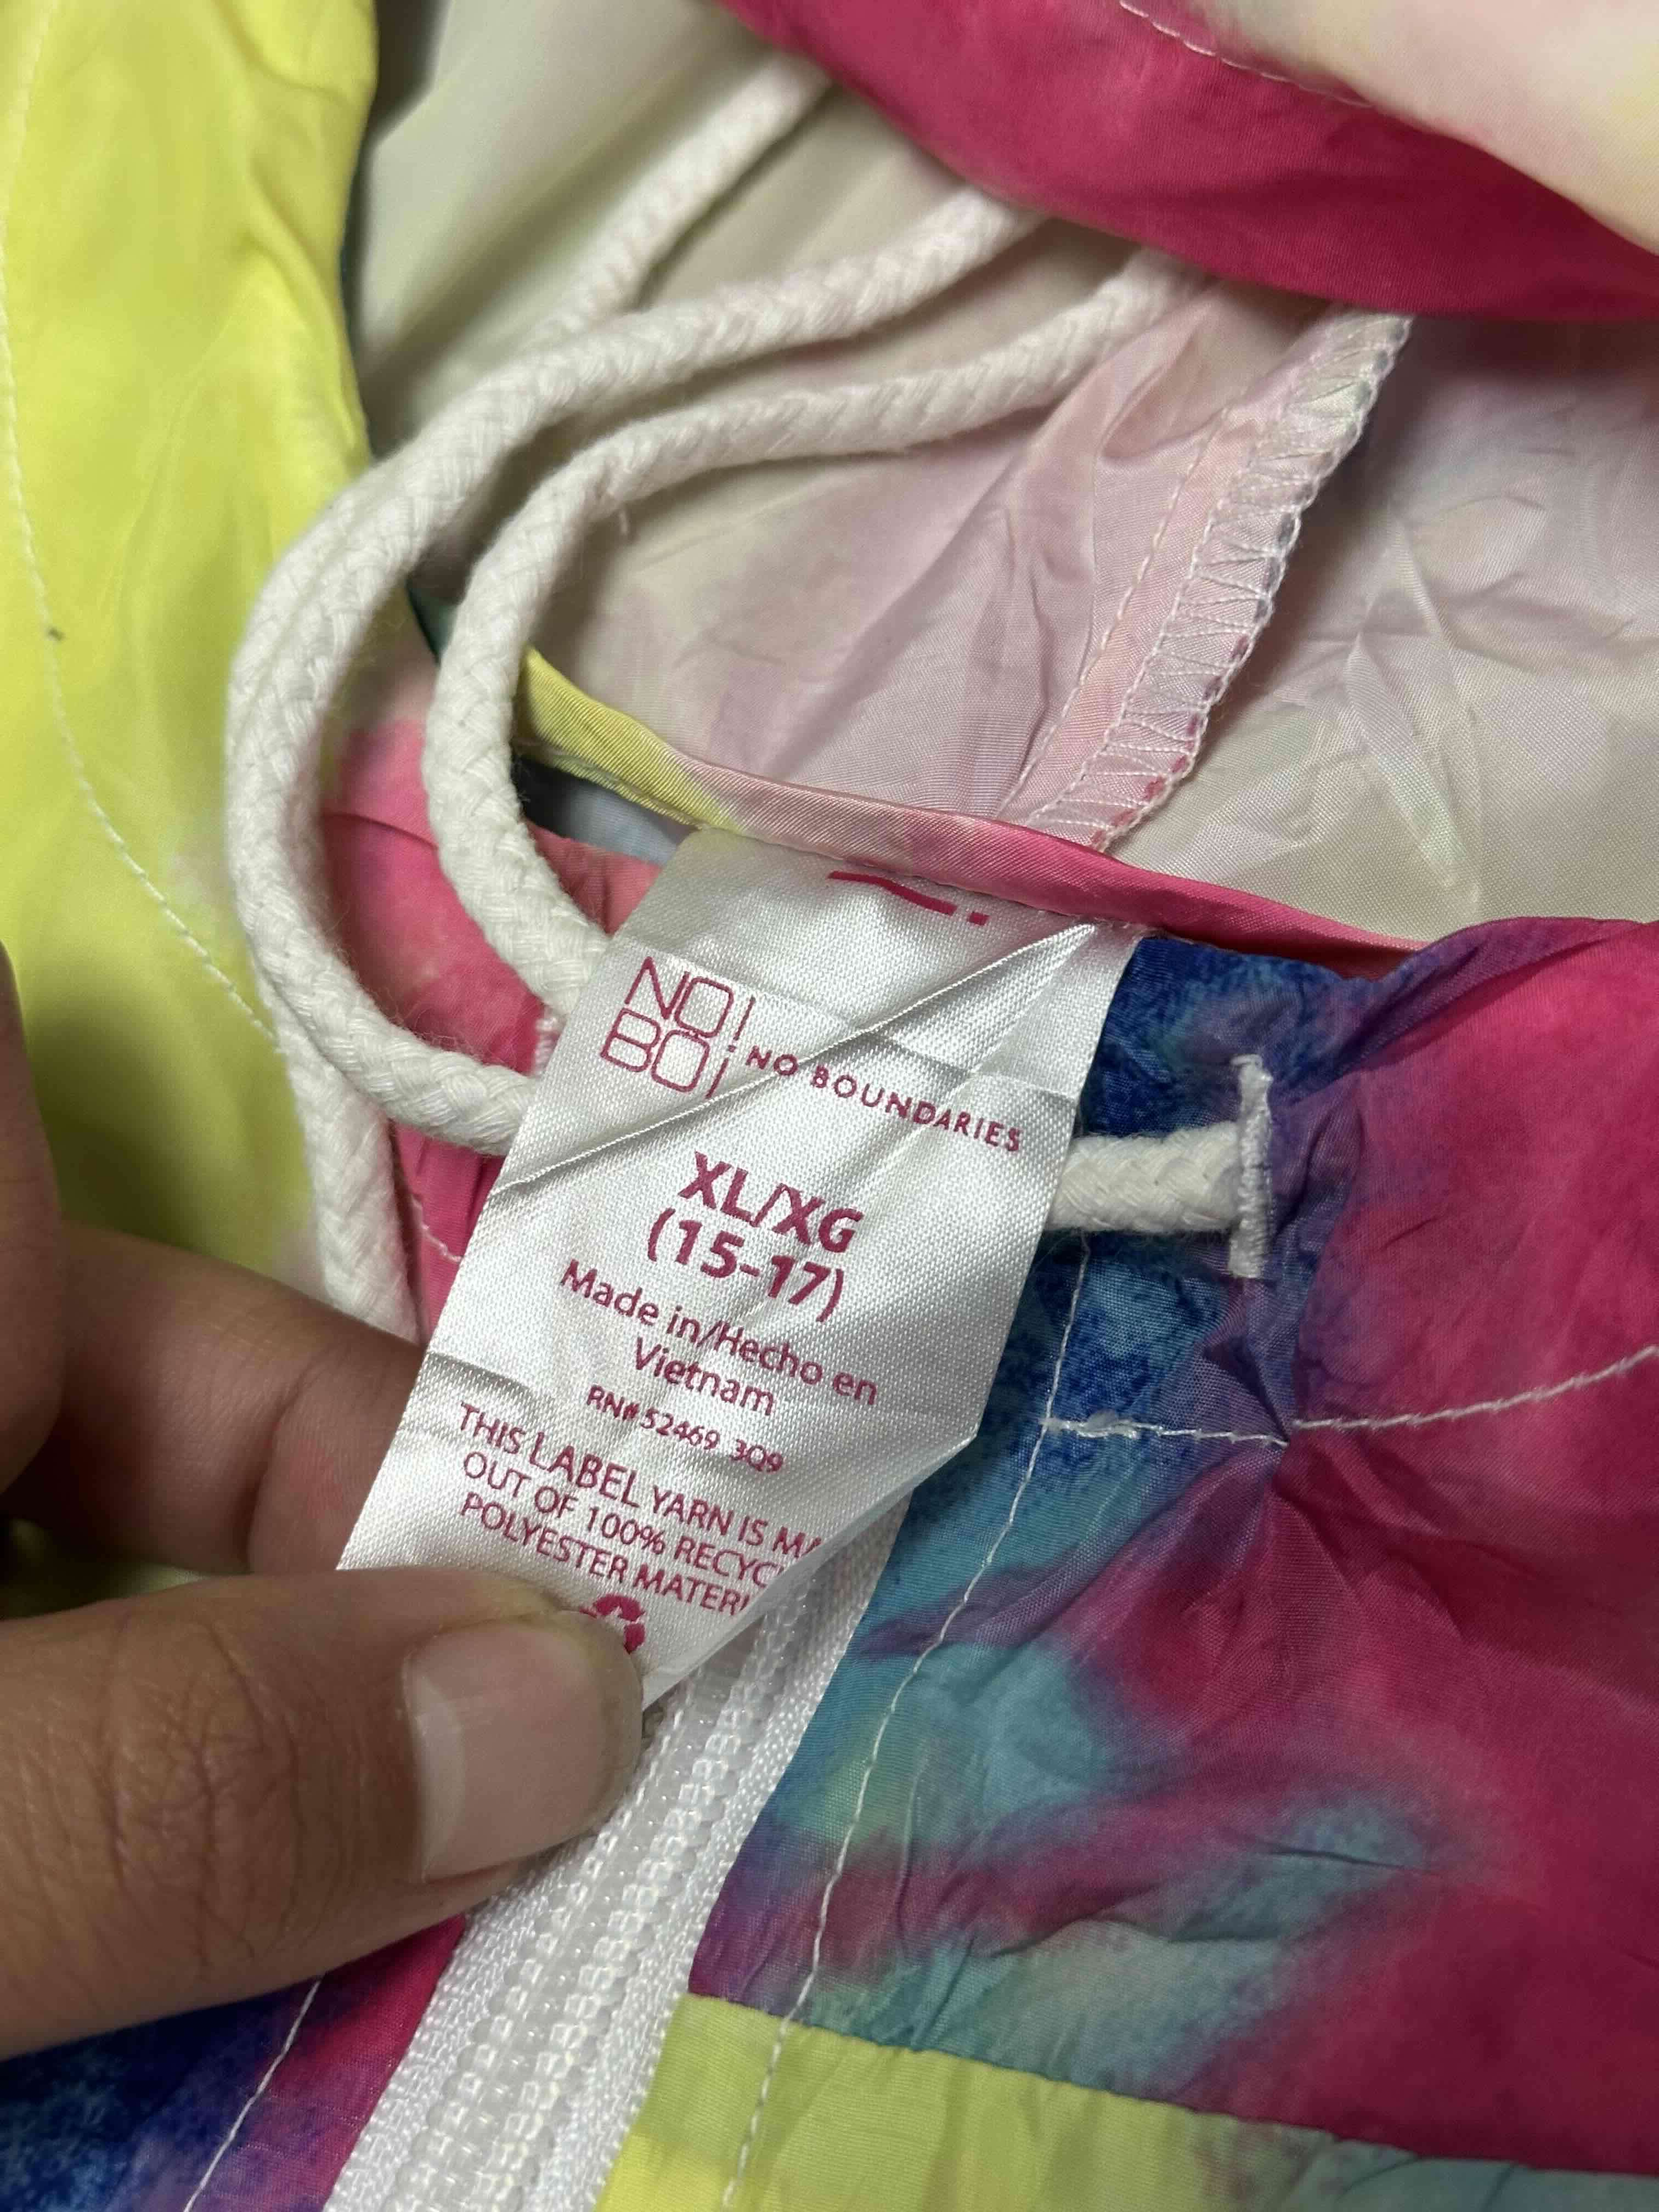 NO!
BO¡ NO BOUNDARIES
XL/XG
(15-17)
Made in/Hecho en
Vietnam
RN# 52469 3Q9
THIS LABEL YARN IS MA
OUT OF 100% RECYC
POLYESTER MATERI